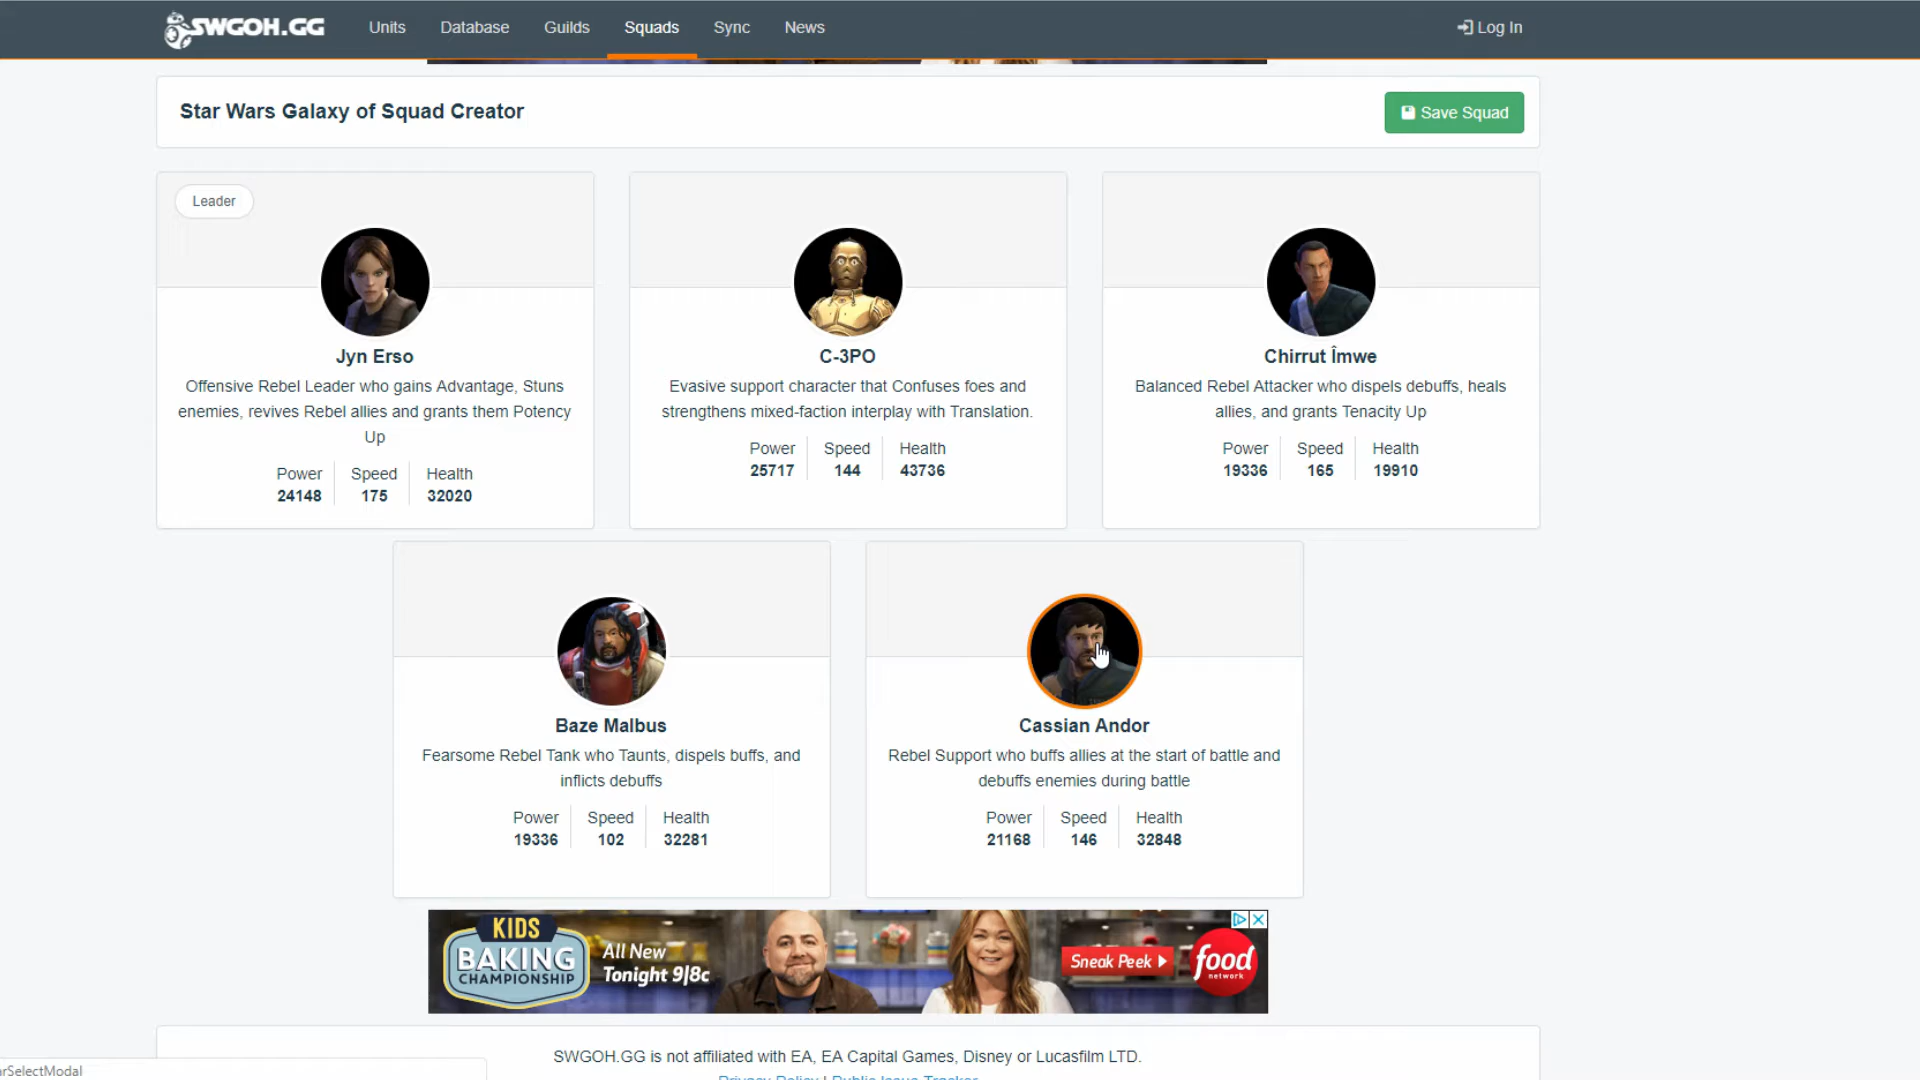 SWGOH.GG
Units
Database
Guilds
Squads
Sync
News
Log In
Star Wars Galaxy of Squad Creator
Save Squad
Leader
Jyn Erso
Offensive Rebel Leader who gains Advantage, Stuns
enemies, revives Rebel allies and grants them Potency
Up
Power Speed Health
24148 175 32020
C-3PO
Evasive support character that Confuses foes and
strengthens mixed-faction interplay with Translation.
Power Speed Health
25717 144 43736
Chirrut Îmwe
Balanced Rebel Attacker who dispels debuffs, heals
allies, and grants Tenacity Up
Power Speed Health
19336 165 19910
Baze Malbus
Fearsome Rebel Tank who Taunts, dispels buffs, and
inflicts debuffs
Power Speed Health
19336 102 32281
Cassian Andor
Rebel Support who buffs allies at the start of battle and
debuffs enemies during battle
Power Speed Health
21168 146 32848
KIDS
BAKING
CHAMPIONSHIP
All New
Tonight 9|8c
Sneak Peek
food
network
SWGOH.GG is not affiliated with EA, EA Capital Games, Disney or Lucasfilm LTD.
Privacy Policy | Public Issue Tracker
arSelectModal